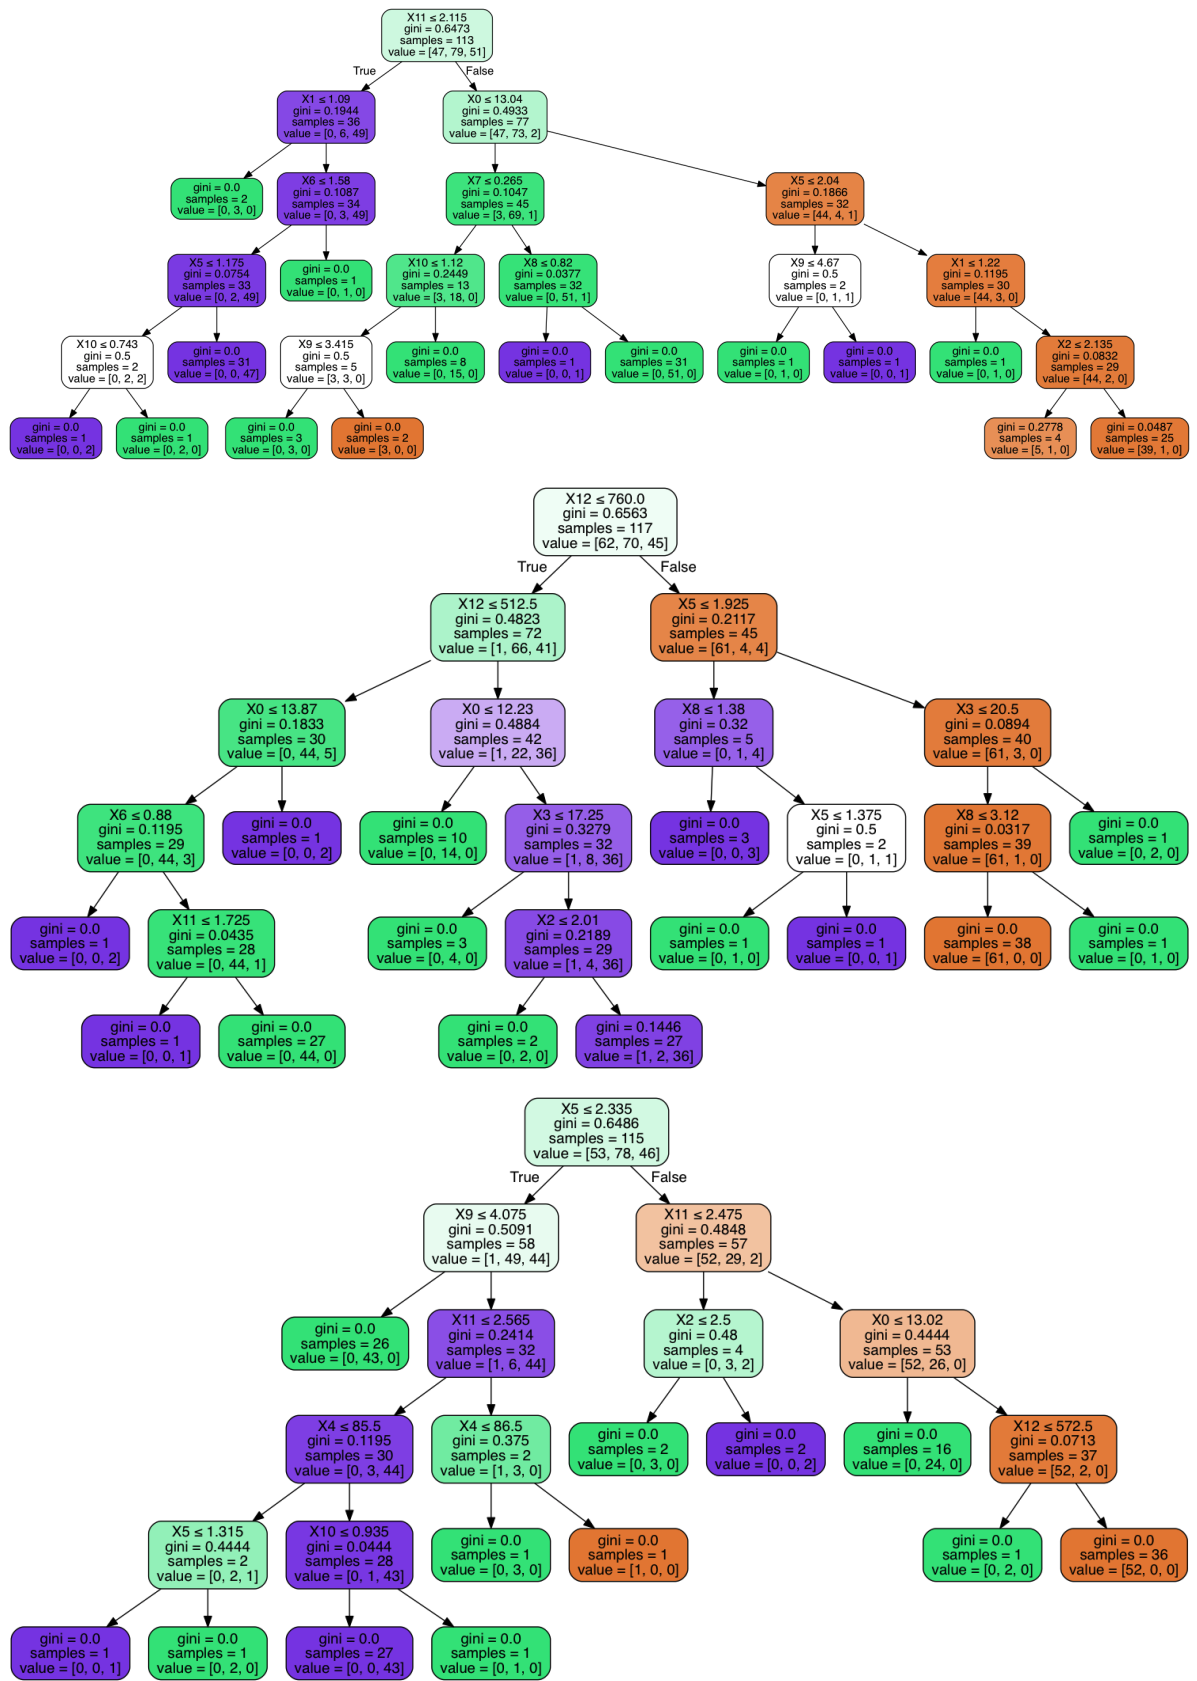 X11 ≤ 2.115
gini = 0.6473
samples = 113
value = [47, 79, 51]
True
False
X1 ≤ 1.09
gini = 0.1944
samples = 36
value = [0, 6, 49]
X0 ≤ 13.04
gini = 0.4933
samples = 77
value = [47, 73, 2]
gini = 0.0
samples = 2
value = [0, 3, 0]
X6 ≤ 1.58
gini = 0.1087
samples = 34
value = [0, 3, 49]
X7 ≤ 0.265
gini = 0.1047
samples = 45
value = [3, 69, 1]
X5 ≤ 2.04
gini = 0.1866
samples = 32
value = [44, 4, 1]
X5 ≤ 1.175
gini = 0.0754
samples = 33
value = [0, 2, 49]
gini = 0.0
samples = 1
value = [0, 1, 0]
X10 ≤ 1.12
gini = 0.2449
samples = 13
value = [3, 18, 0]
X8 ≤ 0.82
gini = 0.0377
samples = 32
value = [0, 51, 1]
X9 ≤ 4.67
gini = 0.5
samples = 2
value = [0, 1, 1]
X1 ≤ 1.22
gini = 0.1195
samples = 30
value = [44, 3, 0]
X10 ≤ 0.743
gini = 0.5
samples = 2
value = [0, 2, 2]
gini = 0.0
samples = 31
value = [0, 0, 47]
X9 ≤ 3.415
gini = 0.5
samples = 5
value = [3, 3, 0]
gini = 0.0
samples = 8
value = [0, 15, 0]
gini = 0.0
samples = 1
value = [0, 0, 1]
gini = 0.0
samples = 31
value = [0, 51, 0]
gini = 0.0
samples = 1
value = [0, 1, 0]
gini = 0.0
samples = 1
value = [0, 0, 1]
gini = 0.0
samples = 1
value = [0, 1, 0]
X2 ≤ 2.135
gini = 0.0832
samples = 29
value = [44, 2, 0]
gini = 0.0
samples = 1
value = [0, 0, 2]
gini = 0.0
samples = 1
value = [0, 2, 0]
gini = 0.0
samples = 3
value = [0, 3, 0]
gini = 0.0
samples = 2
value = [3, 0, 0]
gini = 0.2778
samples = 4
value = [5, 1, 0]
gini = 0.0487
samples = 25
value = [39, 1, 0]
X12 ≤ 760.0
gini = 0.6563
samples = 117
value = [62, 70, 45]
True
False
X12 ≤ 512.5
gini = 0.4823
samples = 72
value = [1, 66, 41]
X5 ≤ 1.925
gini = 0.2117
samples = 45
value = [61, 4, 4]
X0 ≤ 13.87
gini = 0.1833
samples = 30
value = [0, 44, 5]
X0 ≤ 12.23
gini = 0.4884
samples = 42
value = [1, 22, 36]
X8 ≤ 1.38
gini = 0.32
samples = 5
value = [0, 1, 4]
X3 ≤ 20.5
gini = 0.0894
samples = 40
value = [61, 3, 0]
X6 ≤ 0.88
gini = 0.1195
samples = 29
value = [0, 44, 3]
gini = 0.0
samples = 1
value = [0, 0, 2]
gini = 0.0
samples = 10
value = [0, 14, 0]
X3 ≤ 17.25
gini = 0.3279
samples = 32
value = [1, 8, 36]
gini = 0.0
samples = 3
value = [0, 0, 3]
X5 ≤ 1.375
gini = 0.5
samples = 2
value = [0, 1, 1]
X8 ≤ 3.12
gini = 0.0317
samples = 39
value = [61, 1, 0]
gini = 0.0
samples = 1
value = [0, 2, 0]
gini = 0.0
samples = 1
value = [0, 0, 2]
X11 ≤ 1.725
gini = 0.0435
samples = 28
value = [0, 44, 1]
gini = 0.0
samples = 3
value = [0, 4, 0]
X2 ≤ 2.01
gini = 0.2189
samples = 29
value = [1, 4, 36]
gini = 0.0
samples = 1
value = [0, 1, 0]
gini = 0.0
samples = 1
value = [0, 0, 1]
gini = 0.0
samples = 38
value = [61, 0, 0]
gini = 0.0
samples = 1
value = [0, 1, 0]
gini = 0.0
samples = 1
value = [0, 0, 1]
gini = 0.0
samples = 27
value = [0, 44, 0]
gini = 0.0
samples = 2
value = [0, 2, 0]
gini = 0.1446
samples = 27
value = [1, 2, 36]
X5 ≤ 2.335
gini = 0.6486
samples = 115
value = [53, 78, 46]
True
False
X9 ≤ 4.075
gini = 0.5091
samples = 58
value = [1, 49, 44]
X11 ≤ 2.475
gini = 0.4848
samples = 57
value = [52, 29, 2]
gini = 0.0
samples = 26
value = [0, 43, 0]
X11 ≤ 2.565
gini = 0.2414
samples = 32
value = [1, 6, 44]
X2 ≤ 2.5
gini = 0.48
samples = 4
value = [0, 3, 2]
X0 ≤ 13.02
gini = 0.4444
samples = 53
value = [52, 26, 0]
X4 ≤ 85.5
gini = 0.1195
samples = 30
value = [0, 3, 44]
X4 ≤ 86.5
gini = 0.375
samples = 2
value = [1, 3, 0]
gini = 0.0
samples = 2
value = [0, 3, 0]
gini = 0.0
samples = 2
value = [0, 0, 2]
gini = 0.0
samples = 16
value = [0, 24, 0]
X12 ≤ 572.5
gini = 0.0713
samples = 37
value = [52, 2, 0]
X5 ≤ 1.315
gini = 0.4444
samples = 2
value = [0, 2, 1]
X10 ≤ 0.935
gini = 0.0444
samples = 28
value = [0, 1, 43]
gini = 0.0
samples = 1
value = [0, 3, 0]
gini = 0.0
samples = 1
value = [1, 0, 0]
gini = 0.0
samples = 1
value = [0, 2, 0]
gini = 0.0
samples = 36
value = [52, 0, 0]
gini = 0.0
samples = 1
value = [0, 0, 1]
gini = 0.0
samples = 1
value = [0, 2, 0]
gini = 0.0
samples = 27
value = [0, 0, 43]
gini = 0.0
samples = 1
value = [0, 1, 0]